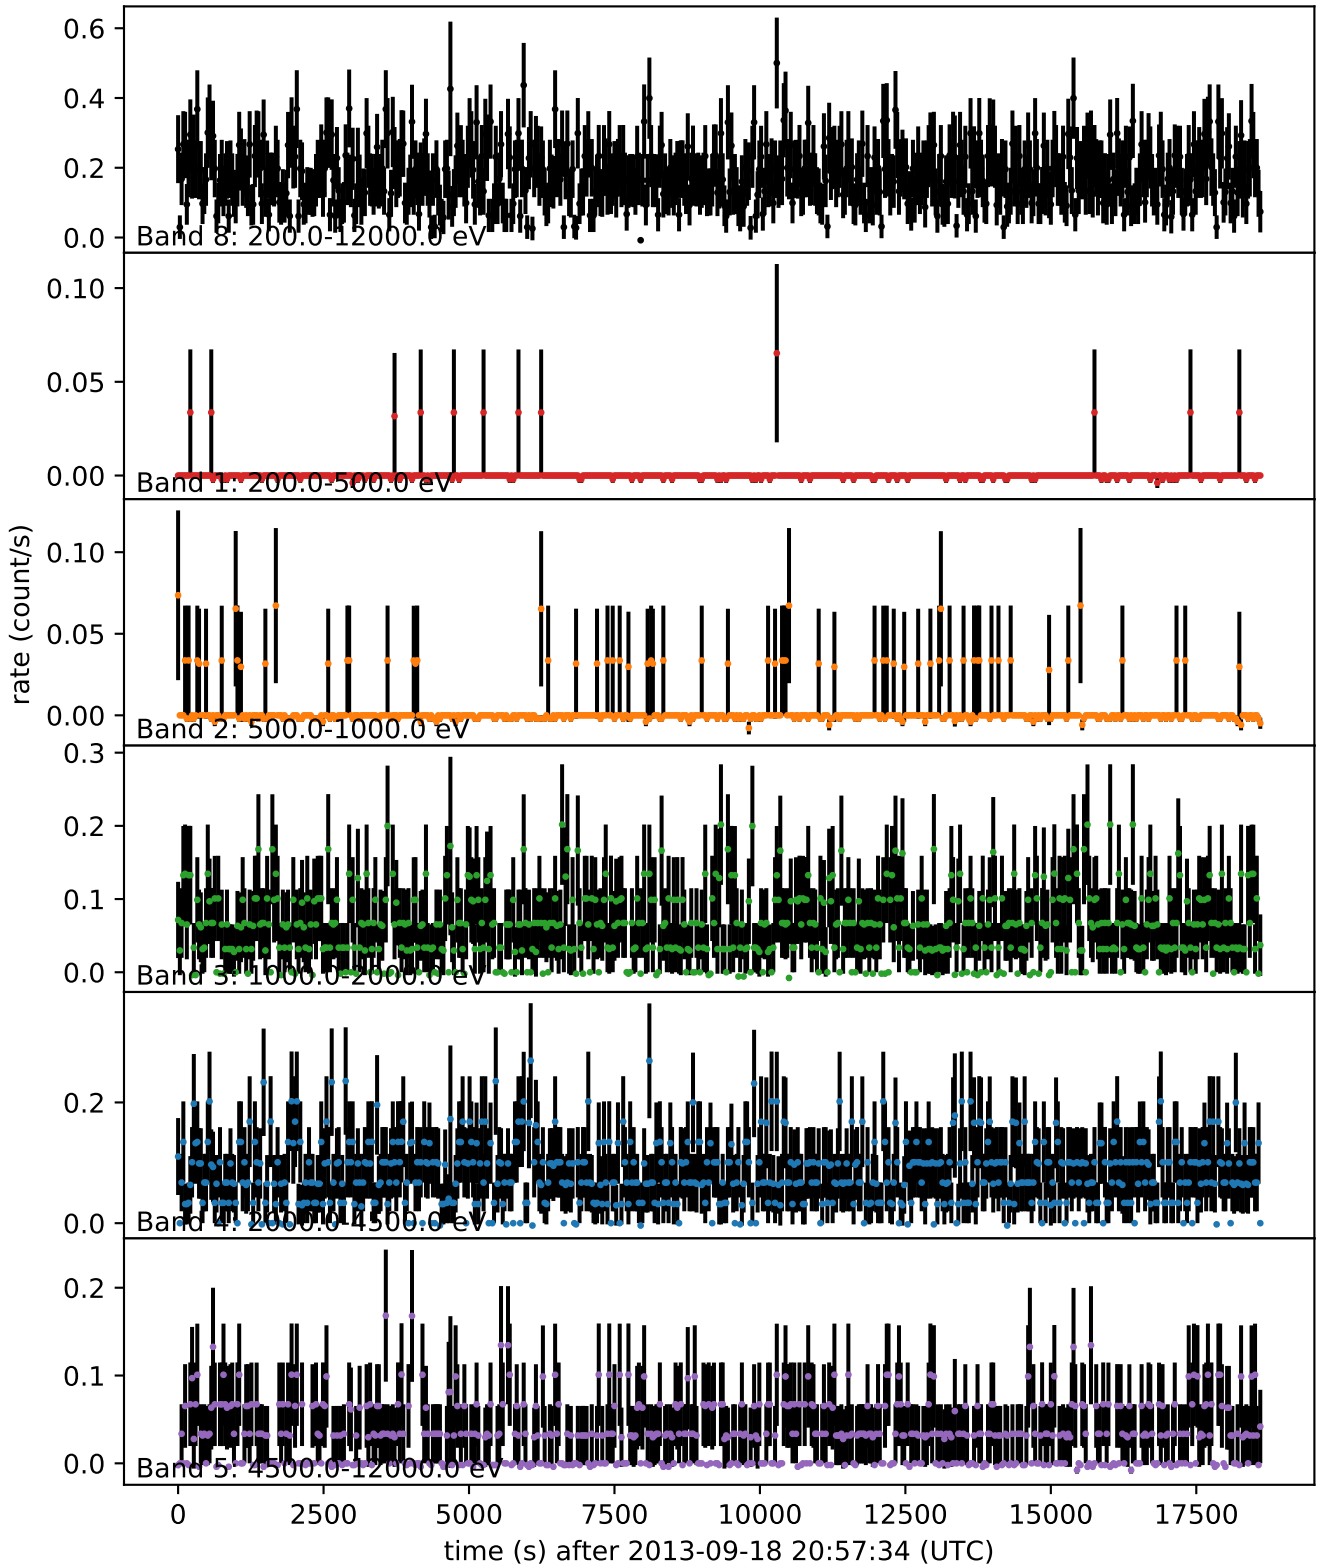 0.6
0.4
0.2
0.0
Band 8: 200.0-12000.0 eV
0.10
0.05
0.00
Band 1: 200.0-500.0 eV
0.10
0.05
0.00
Band 2: 500.0-1000.0 eV
rate (count/s)
0.3
0.2
0.1
0.0
Band 3: 1000.0-2000.0 eV
0.2
0.0
Band 4: 2000.0-4500.0 eV
0.2
0.1
0.0
Band 5: 4500.0-12000.0 eV
0 2500 5000 7500 10000 12500 15000 17500
time (s) after 2013-09-18 20:57:34 (UTC)